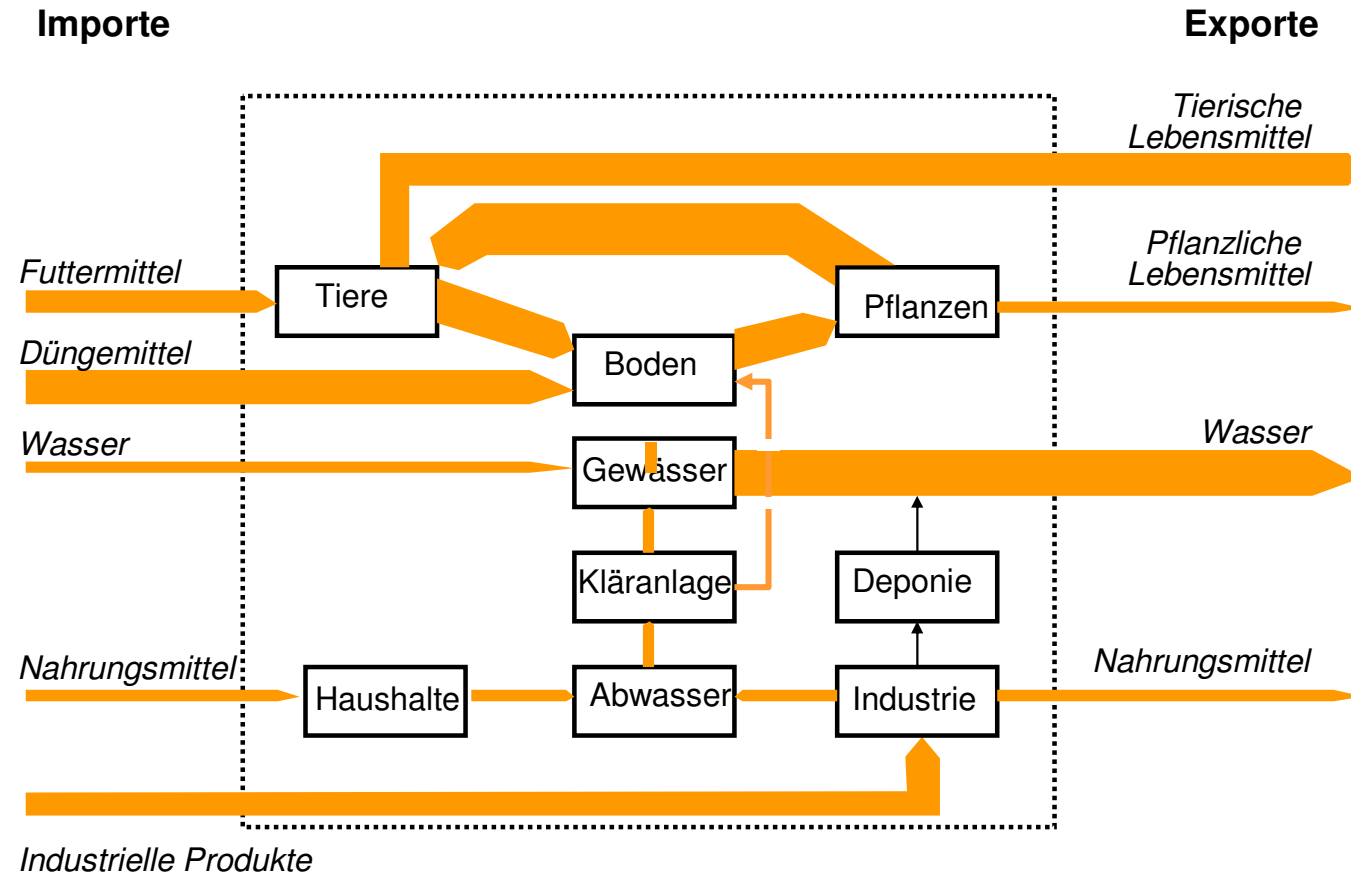 Importe
Exporte
Tierische
Lebensmittel
Pflanzliche
Lebensmittel
Futtermittel
Tiere
Pflanzen
Düngemittel
Boden
Wasser
Gewässer
Wasser
Kläranlage
Deponie
Nahrungsmittel
Haushalte
Abwasser
Industrie
Nahrungsmittel
Industrielle Produkte